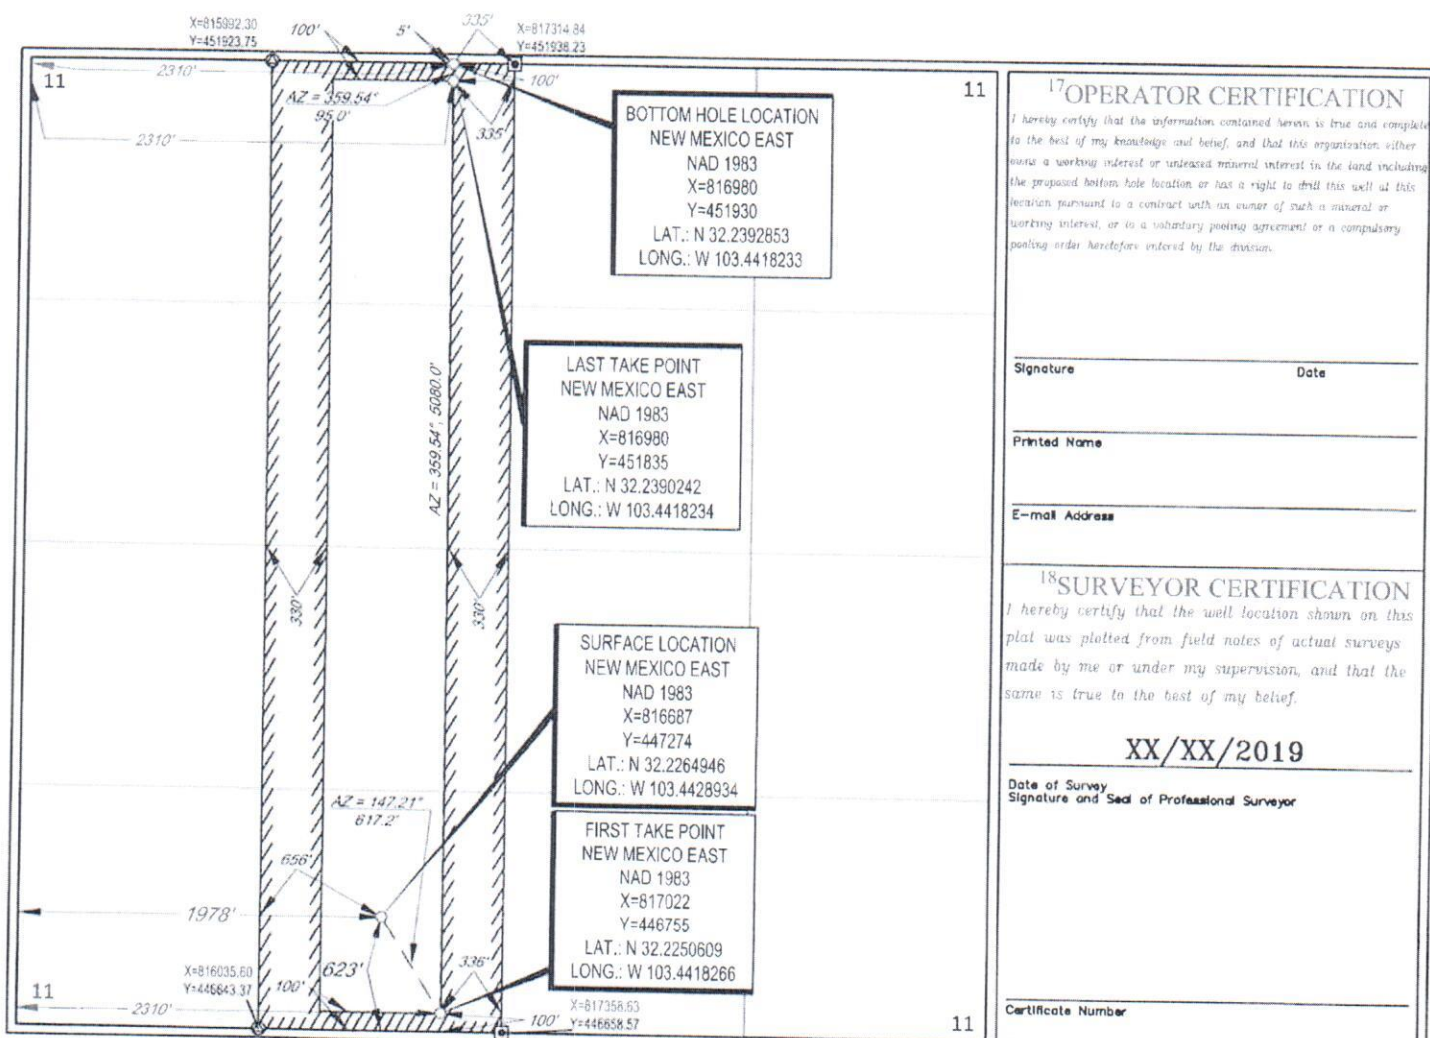 X=815992.30
Y=451923.75
100'
5'
335'
X=817314.84
Y=451938.23
11
2310'
AZ = 359.54°
95.0'
335'
100'
11
2310'
BOTTOM HOLE LOCATION
NEW MEXICO EAST
NAD 1983
X=816980
Y=451930
LAT.: N 32.2392853
LONG.: W 103.4418233
LAST TAKE POINT
NEW MEXICO EAST
NAD 1983
X=816980
Y=451835
LAT.: N 32.2390242
LONG.: W 103.4418234
AZ = 359.54°, 5080.0'
330'
330'
SURFACE LOCATION
NEW MEXICO EAST
NAD 1983
X=816687
Y=447274
LAT.: N 32.2264946
LONG.: W 103.4428934
AZ = 147.21°
617.2'
FIRST TAKE POINT
NEW MEXICO EAST
NAD 1983
X=817022
Y=446755
LAT.: N 32.2250609
LONG.: W 103.4418266
656'
1978'
623'
336'
X=816035.60
Y=446643.37
100'
11
2310'
100'
X=817358.63
Y=446658.57
11
17 OPERATOR CERTIFICATION
I hereby certify that the information contained herein is true and complete
to the best of my knowledge and belief, and that this organization either
owns a working interest or unleased mineral interest in the land including
the proposed bottom hole location or has a right to drill this well at this
location pursuant to a contract with an owner of such a mineral or
working interest, or to a voluntary pooling agreement or a compulsory
pooling order heretofore entered by the division.
Signature Date
Printed Name
E-mail Address
18 SURVEYOR CERTIFICATION
I hereby certify that the well location shown on this
plat was plotted from field notes of actual surveys
made by me or under my supervision, and that the
same is true to the best of my belief.
XX/XX/2019
Date of Survey
Signature and Seal of Professional Surveyor
Certificate Number